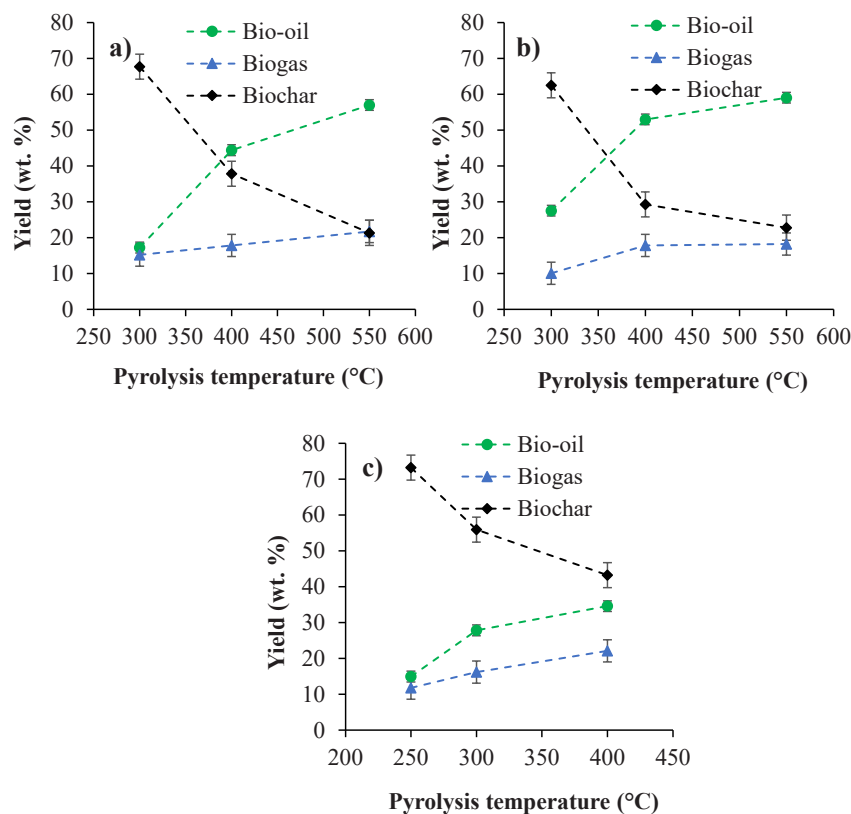 a)
Bio-oil
Biogas
Biochar
80
70
60
50
40
30
20
10
0
Yield (wt. %)
250 300 350 400 450 500 550 600
Pyrolysis temperature (°C)
b)
Bio-oil
Biogas
Biochar
80
70
60
50
40
30
20
10
0
Yield (wt. %)
250 300 350 400 450 500 550 600
Pyrolysis temperature (°C)
c)
Bio-oil
Biogas
Biochar
80
70
60
50
40
30
20
10
0
Yield (wt. %)
200 250 300 350 400 450
Pyrolysis temperature (°C)